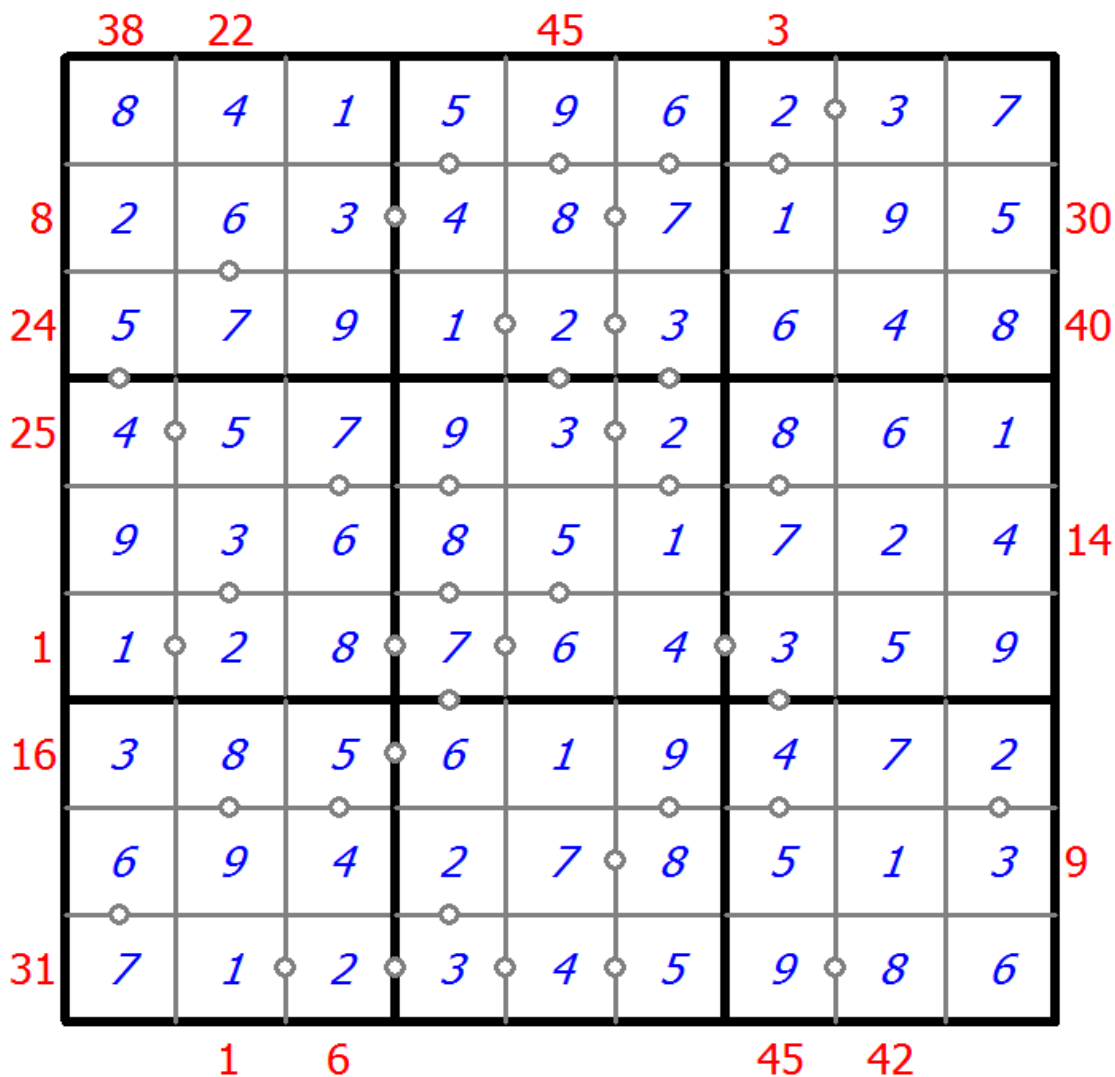 38 22 45 3
8 4 1 5 9 6 2 3 7
8 2 6 3 4 8 7 1 9 5 30
24 5 7 9 1 2 3 6 4 8 40
25 4 5 7 9 3 2 8 6 1
9 3 6 8 5 1 7 2 4 14
1 1 2 8 7 6 4 3 5 9
16 3 8 5 6 1 9 4 7 2
6 9 4 2 7 8 5 1 3 9
31 7 1 2 3 4 5 9 8 6
1 6 45 42